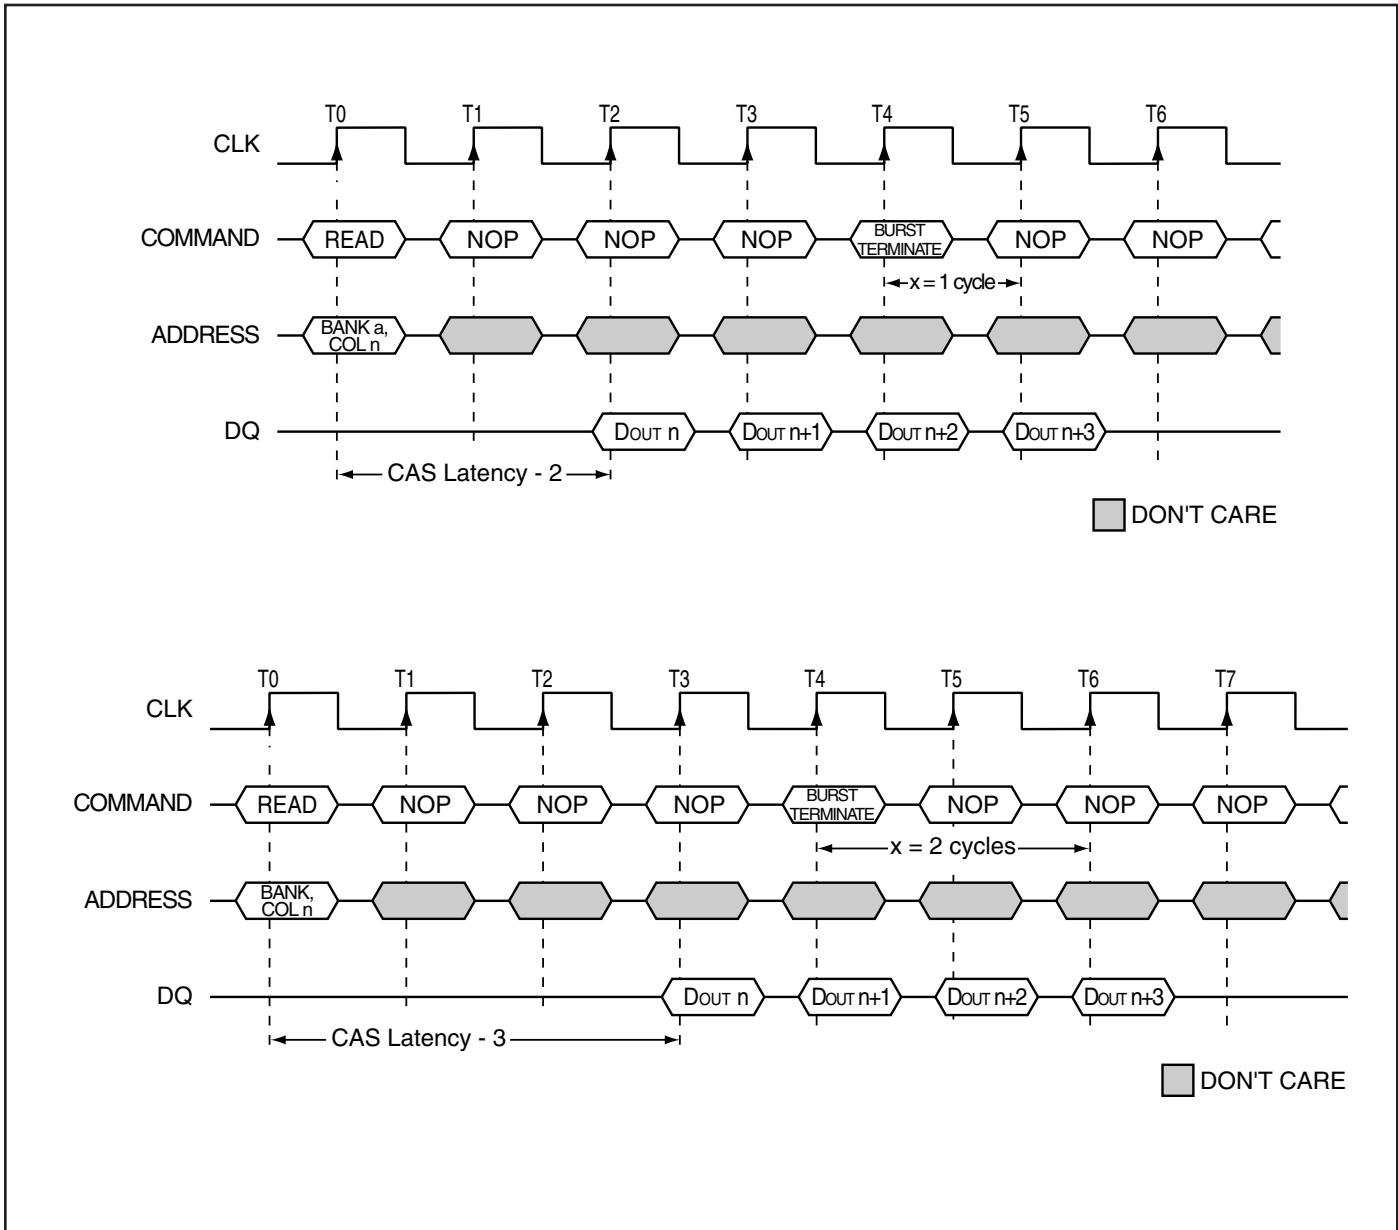 T0 T1 T2 T3 T4 T5 T6
CLK
COMMAND READ NOP NOP NOP BURST TERMINATE NOP NOP
x = 1 cycle
ADDRESS BANK a, COL n
DQ DOUT n DOUT n+1 DOUT n+2 DOUT n+3
CAS Latency - 2
DON'T CARE
T0 T1 T2 T3 T4 T5 T6 T7
CLK
COMMAND READ NOP NOP NOP BURST TERMINATE NOP NOP NOP
x = 2 cycles
ADDRESS BANK, COL n
DQ DOUT n DOUT n+1 DOUT n+2 DOUT n+3
CAS Latency - 3
DON'T CARE